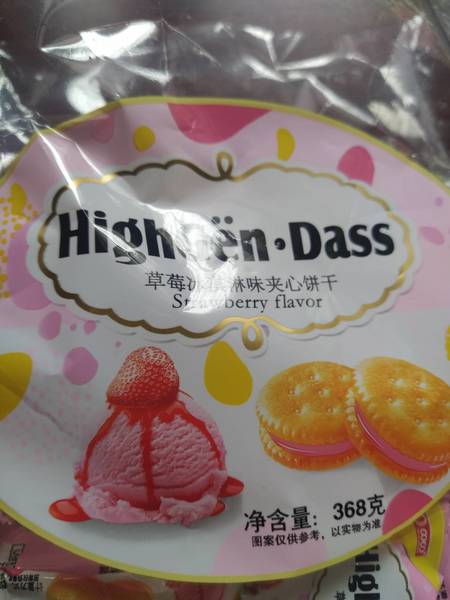 HighGën·Dass
草莓冰淇淋味夹心饼干
Strawberry flavor
净含量: 368克
图案仅供参考，以实物为准